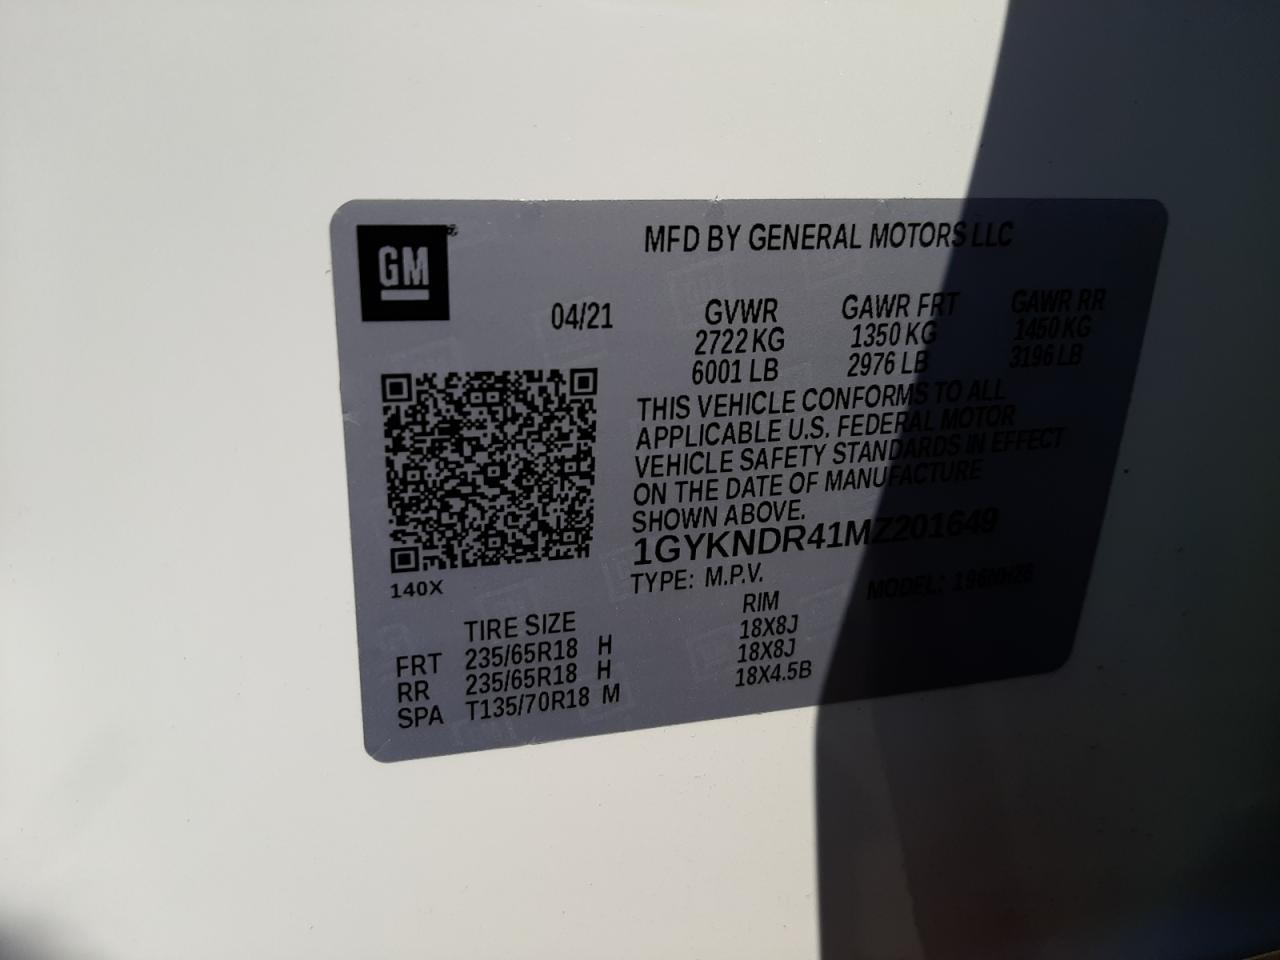 GM
MFD BY GENERAL MOTORS LLC
04/21
GVWR GAWR FRT GAWR RR
2722 KG 1350 KG 1450 KG
6001 LB 2976 LB 3196 LB
THIS VEHICLE CONFORMS TO ALL
APPLICABLE U.S. FEDERAL MOTOR
VEHICLE SAFETY STANDARDS IN EFFECT
ON THE DATE OF MANUFACTURE
SHOWN ABOVE.
1GYKNDR41MZ201649
140X
TYPE: M.P.V. MODEL: 196NH26
TIRE SIZE RIM
FRT 235/65R18 H 18X8J
RR 235/65R18 H 18X8J
SPA T135/70R18 M 18X4.5B